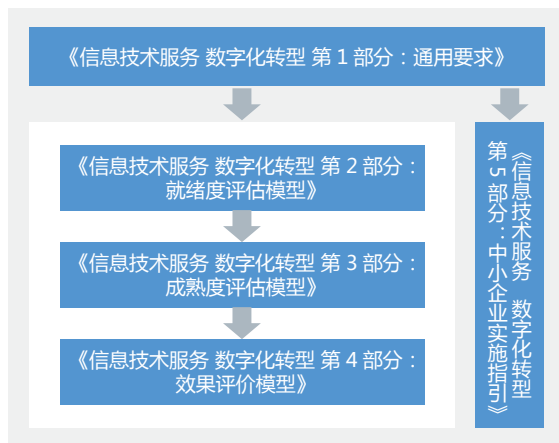 《信息技术服务 数字化转型 第 1 部分：通用要求》
《信息技术服务 数字化转型 第 2 部分：
就绪度评估模型》
《信息技术服务 数字化转型 第 3 部分：
成熟度评估模型》
《信息技术服务 数字化转型 第 4 部分：
效果评价模型》
《信息技术服务 数字化转型
第 5 部分：中小企业实施指引》